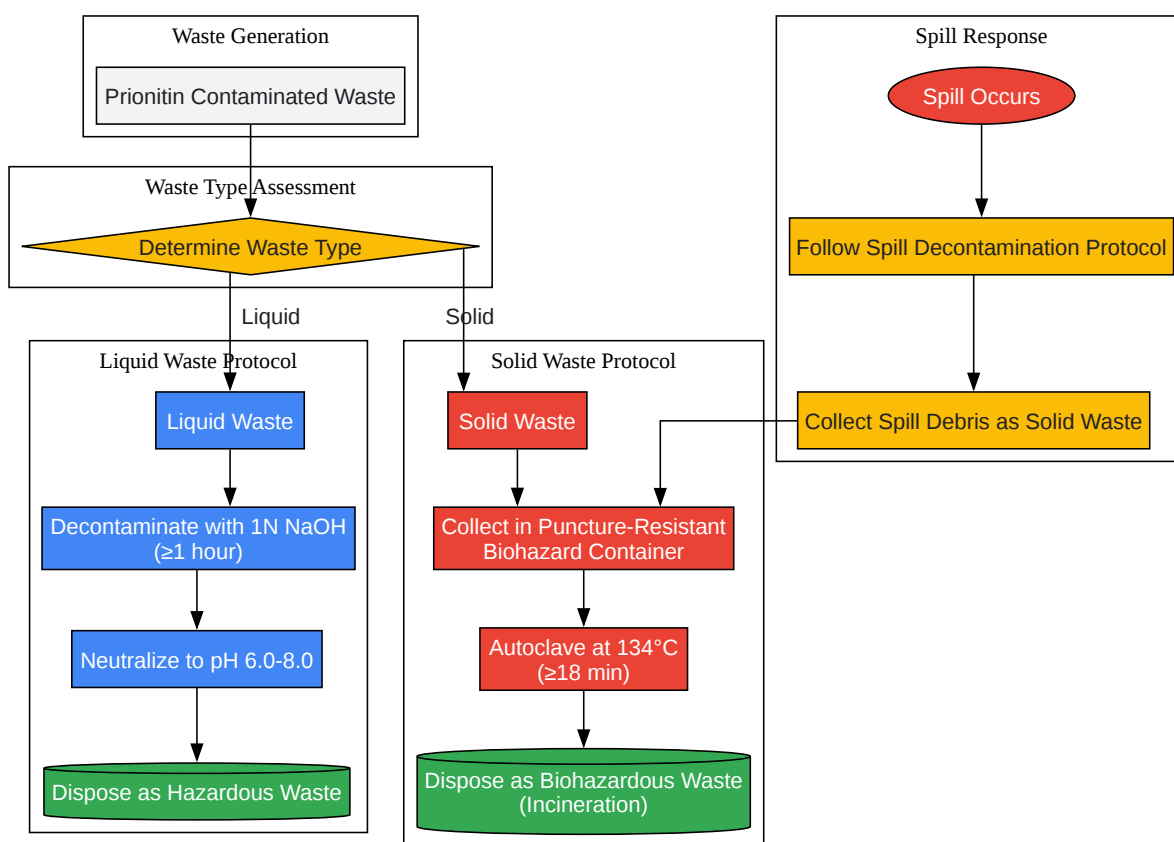 Waste Generation
Prionitin Contaminated Waste
Waste Type Assessment
Determine Waste Type
Liquid
Solid
Liquid Waste Protocol
Liquid Waste
Decontaminate with 1N NaOH
(≥1 hour)
Neutralize to pH 6.0-8.0
Dispose as Hazardous Waste
Solid Waste Protocol
Solid Waste
Collect in Puncture-Resistant
Biohazard Container
Autoclave at 134°C
(≥18 min)
Dispose as Biohazardous Waste
(Incineration)
Spill Response
Spill Occurs
Follow Spill Decontamination Protocol
Collect Spill Debris as Solid Waste